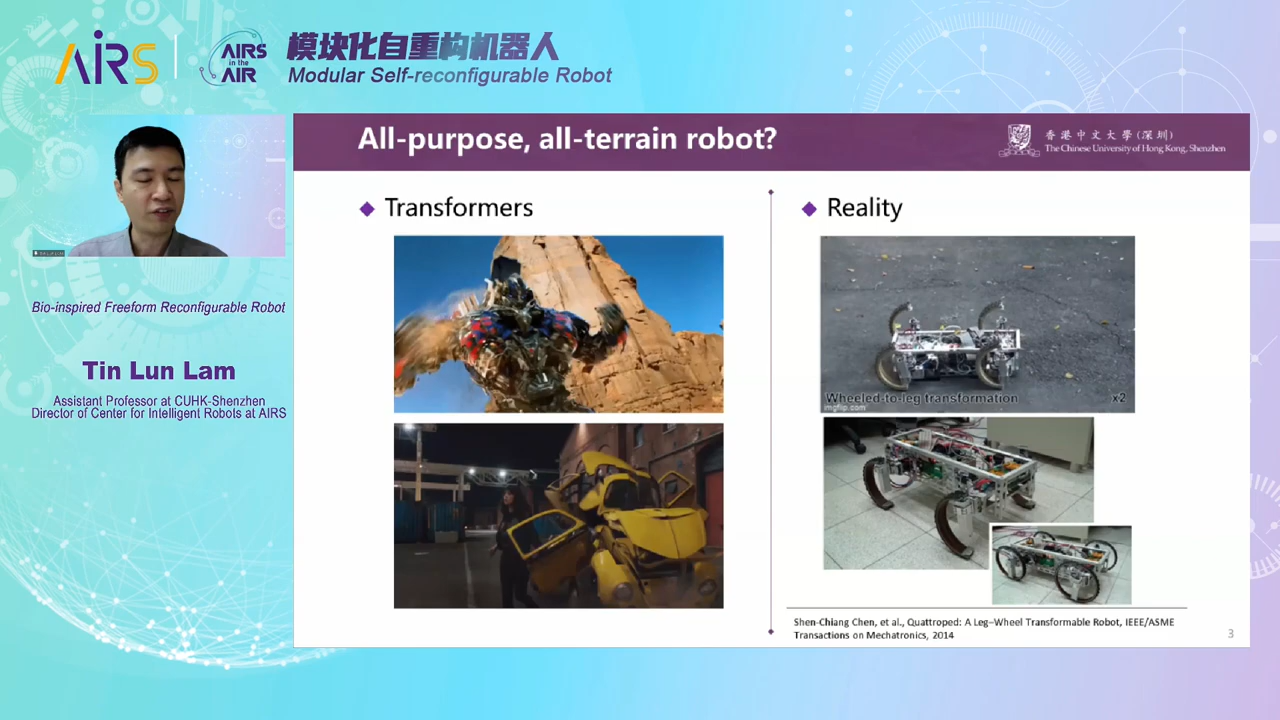 AIRS
AIRS
in the
AIR
模块化自重构机器人
Modular Self-reconfigurable Robot
All-purpose, all-terrain robot?
香港中文大學(深圳)
The Chinese University of Hong Kong, Shenzhen
Bio-inspired Freeform Reconfigurable Robot
Tin Lun Lam
Assistant Professor at CUHK-Shenzhen
Director of Center for Intelligent Robots at AIRS
Transformers
Reality
Wheeled-to-leg transformation
x2
imgflip.com
Shen-Chiang Chen, et al., Quattroped: A Leg–Wheel Transformable Robot, IEEE/ASME
Transactions on Mechatronics, 2014
3